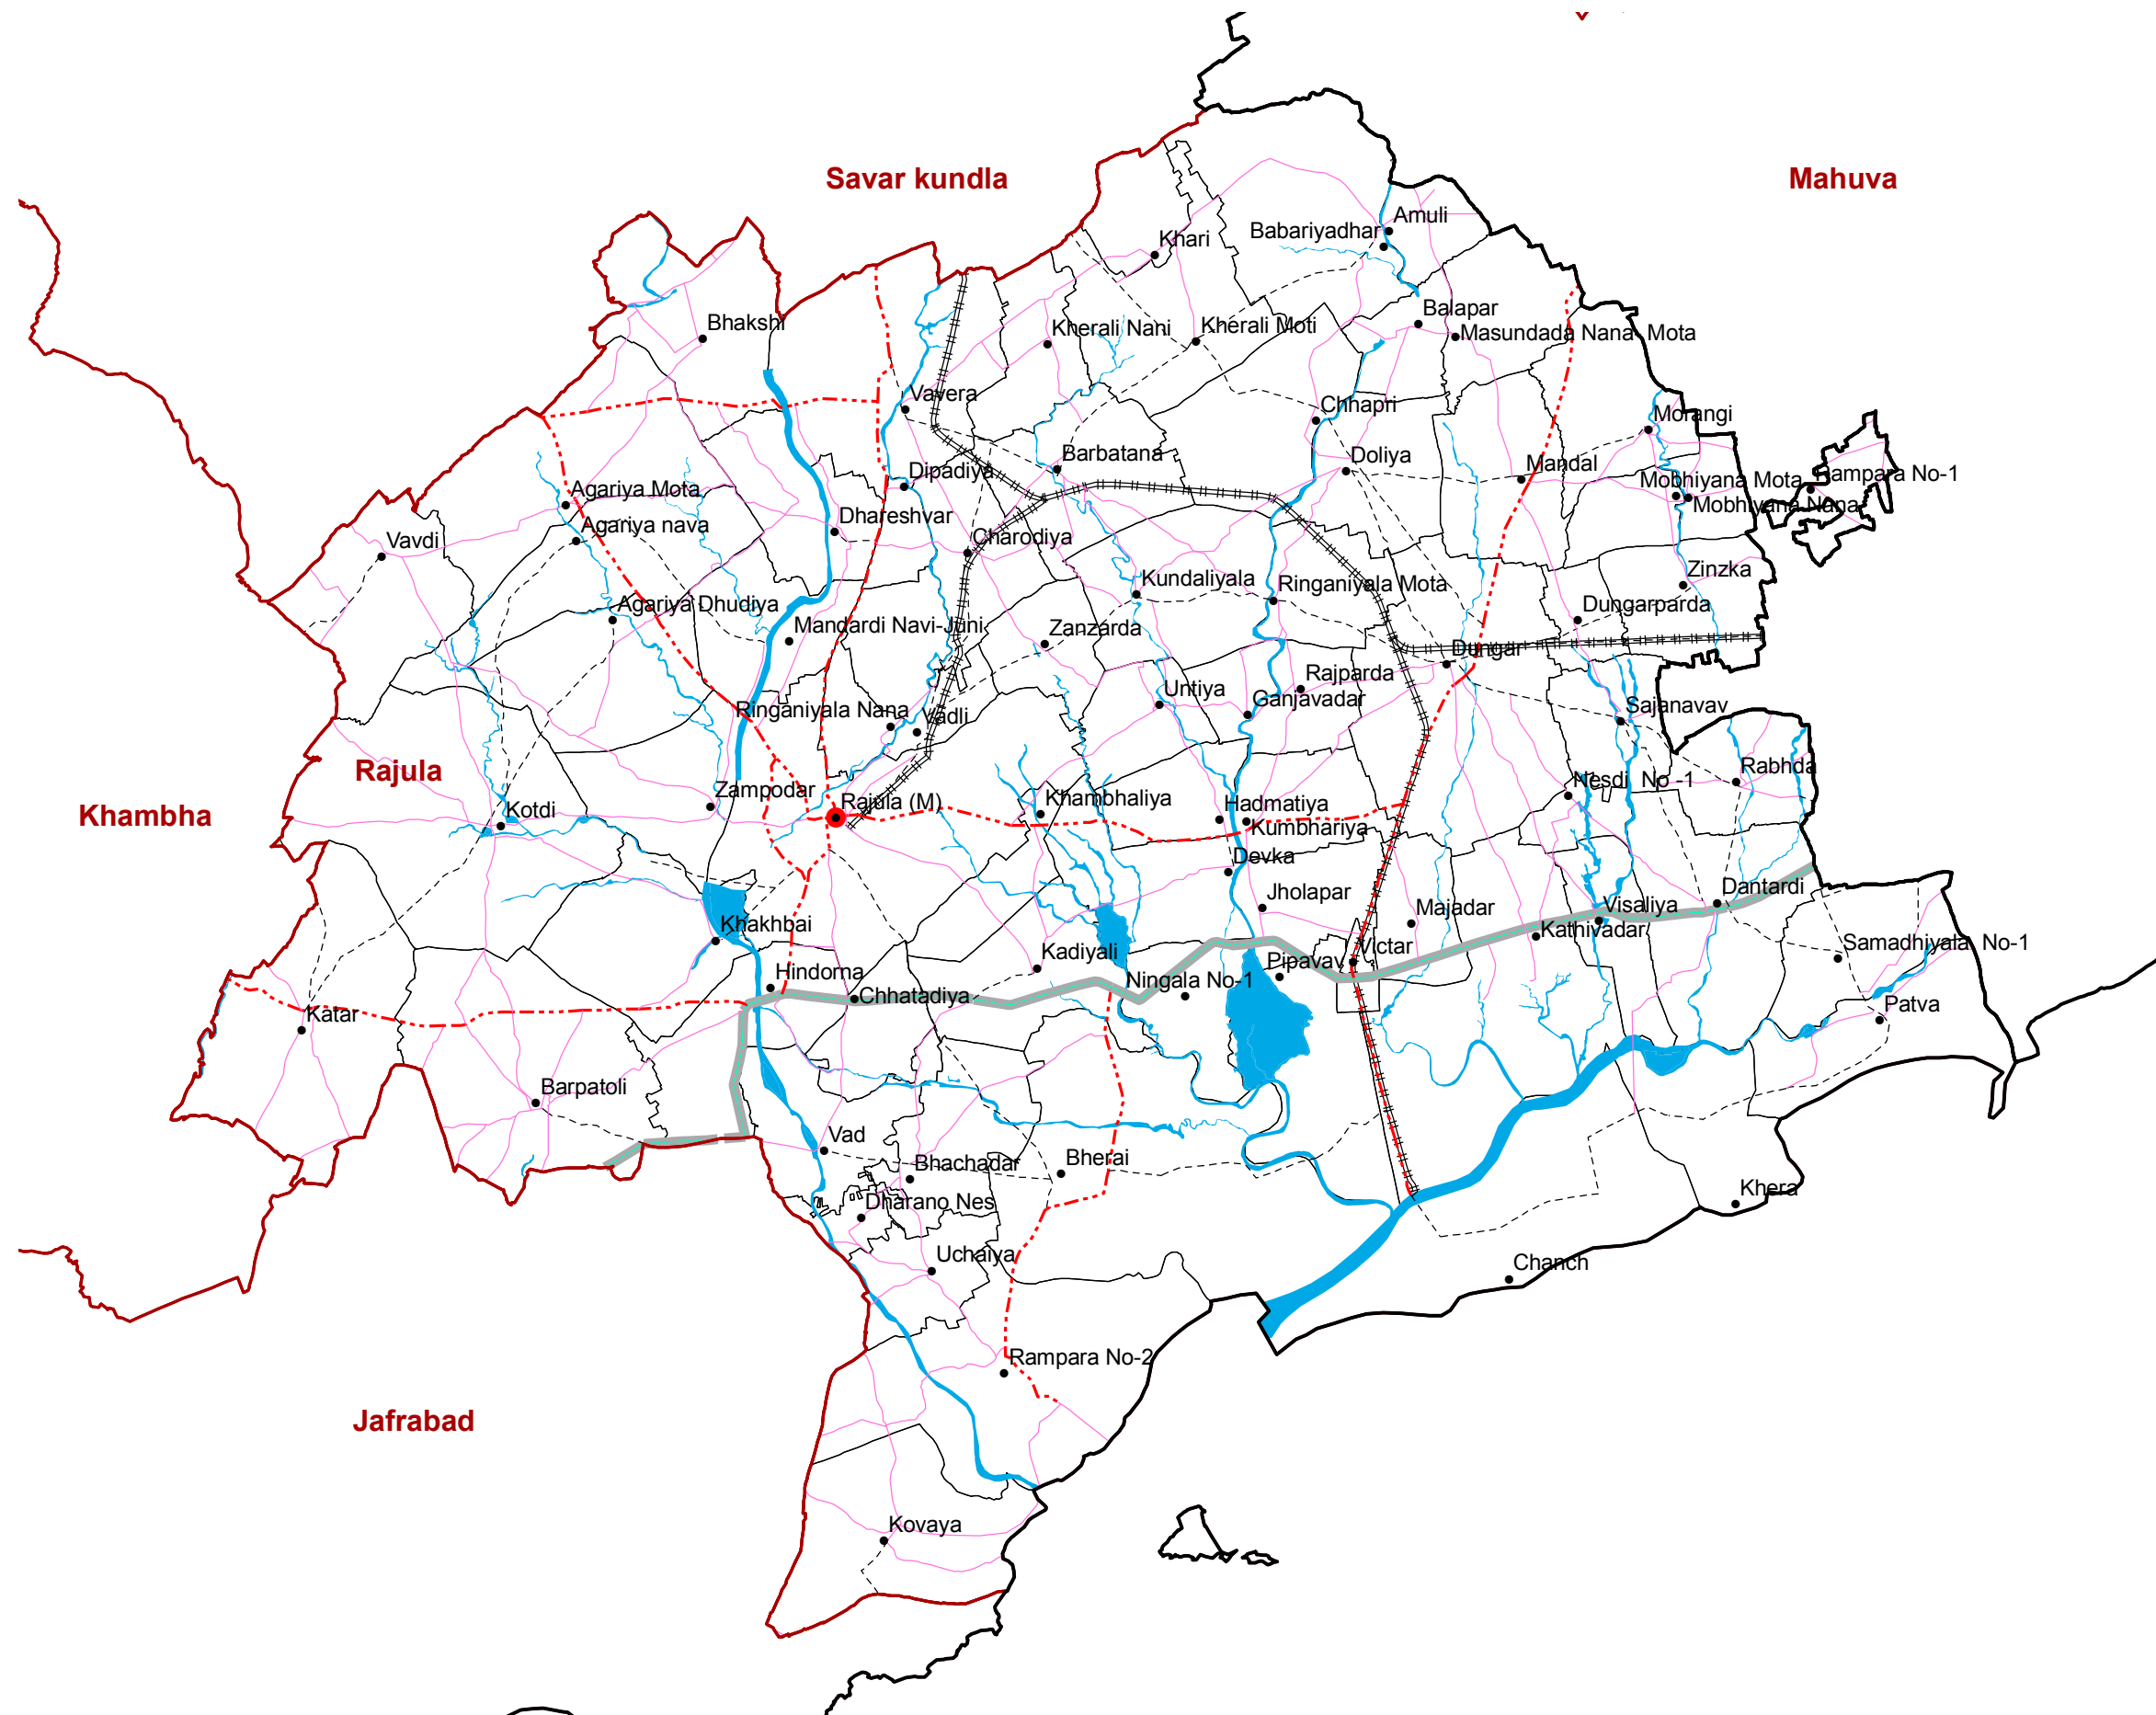 Savar kundla
Mahuva
Amuli
Babariyadhar
Khari
Balapar
Bhakshi
Kherali Nani
Kherali Moti
Masundada Nana- Mota
Vavera
Chhapri
Morangi
Barbatana
Doliya
Mandal
Dipadiya
Mobhiyana Mota
Rampara No-1
Agariya Mota
Mobhiyana Nana
Dhareshvar
Agariya nava
Vavdi
Charodiya
Zinzka
Kundaliyala
Ringaniyala Mota
Agariya Dhudiya
Dungarparda
Mandardi Navi-Juni
Zanzarda
Dungar
Rajparda
Untiya
Ganjavadar
Ringaniyala Nana
Vadli
Sajanavav
Rajula
Rabhda
Nesdi No -1
Zampodar
Khambhaliya
Rajula (M)
Hadmatiya
Kotdi
Khambha
Kumbhariya
Devka
Dantardi
Jholapar
Visaliya
Majadar
Khakhbai
Kathivadar
Samadhiyala No-1
Victar
Kadiyali
Pipavav
Hindorna
Ningala No-1
Chhatadiya
Patva
Katar
Barpatoli
Vad
Bherai
Bhachadar
Khera
Dharano Nes
Uchaiya
Chanch
Rampara No-2
Jafrabad
Kovaya